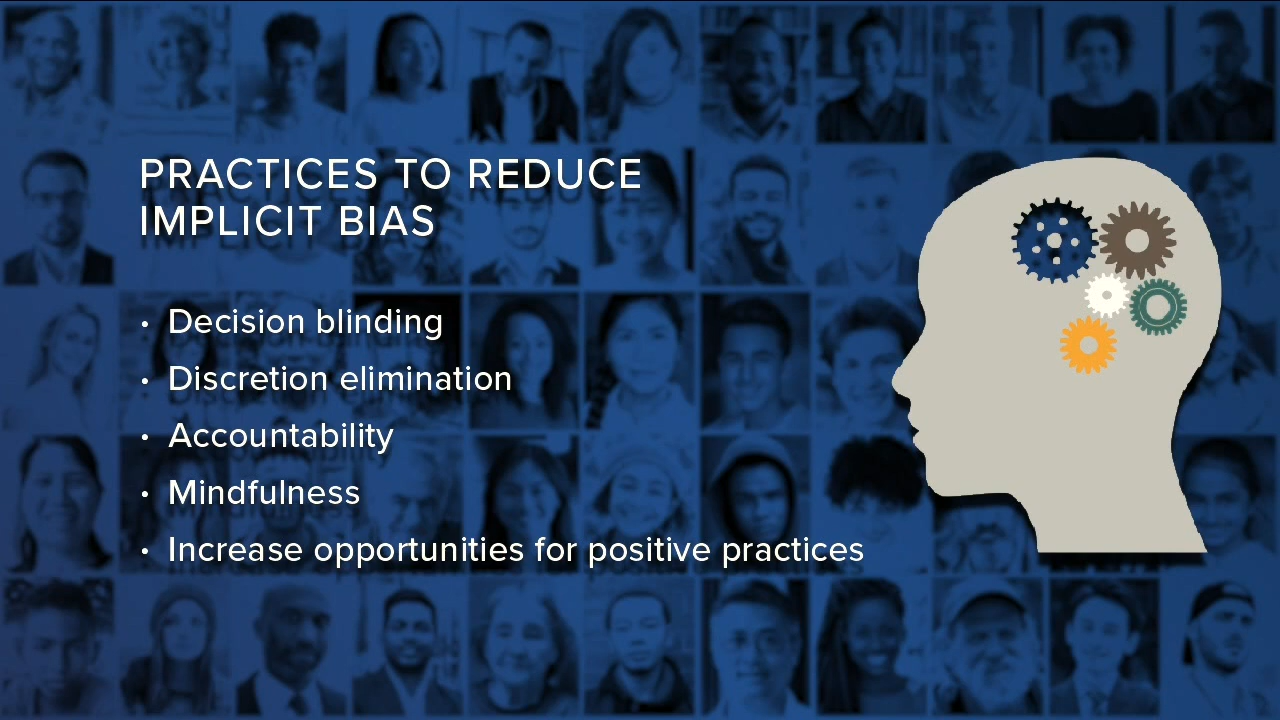 PRACTICES TO REDUCE
IMPLICIT BIAS
• Decision blinding
• Discretion elimination
• Accountability
• Mindfulness
• Increase opportunities for positive practices